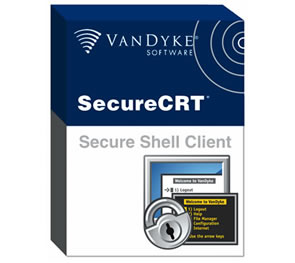 VANDYKE
SOFTWARE
SecureCRT®
Secure Shell Client
Welcome to VanDyke
1) Logout
Welcome to VanDyke
1) Logout
2) Help
File Manager
Configuration
Internet
Use the arrow keys